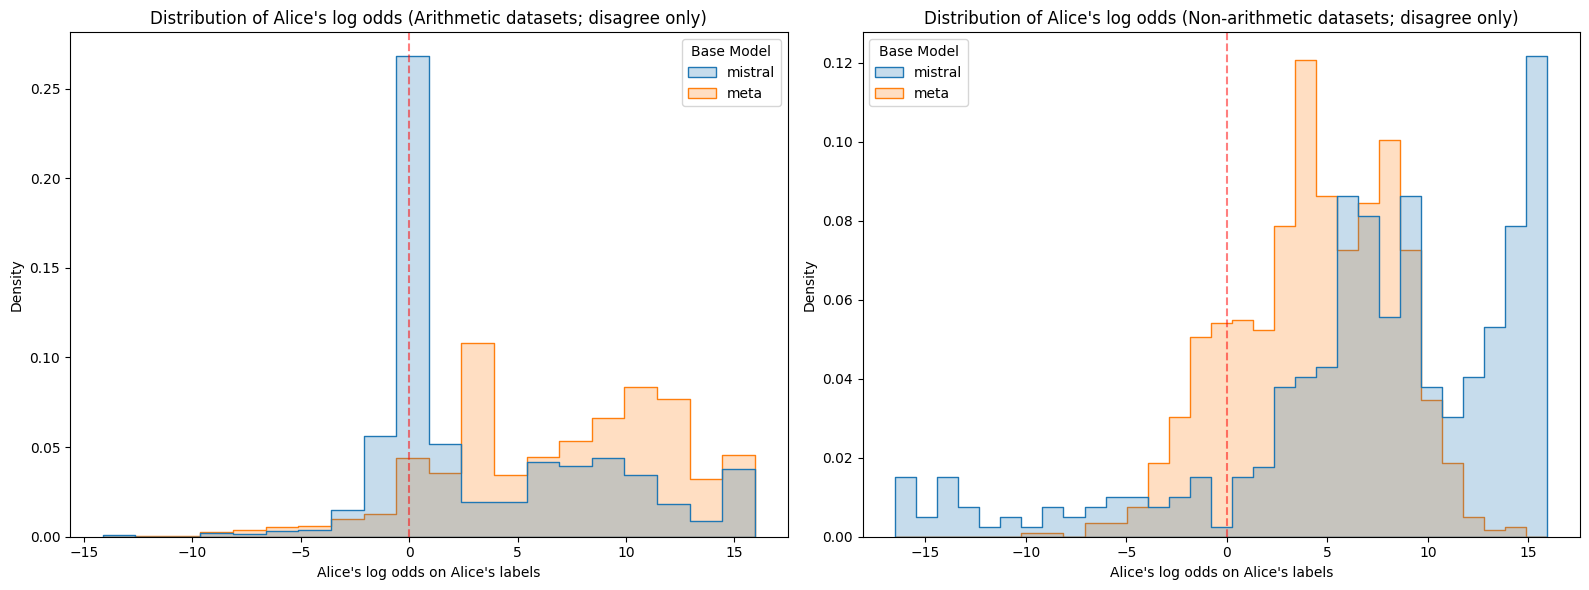 Distribution of Alice's log odds (Arithmetic datasets; disagree only)
Density
0.25
0.20
0.15
0.10
0.05
0.00
Base Model
mistral
meta
−15
−10
−5
0
5
10
15
Alice's log odds on Alice's labels
Distribution of Alice's log odds (Non-arithmetic datasets; disagree only)
Density
0.12
0.10
0.08
0.06
0.04
0.02
0.00
Base Model
mistral
meta
−15
−10
−5
0
5
10
15
Alice's log odds on Alice's labels